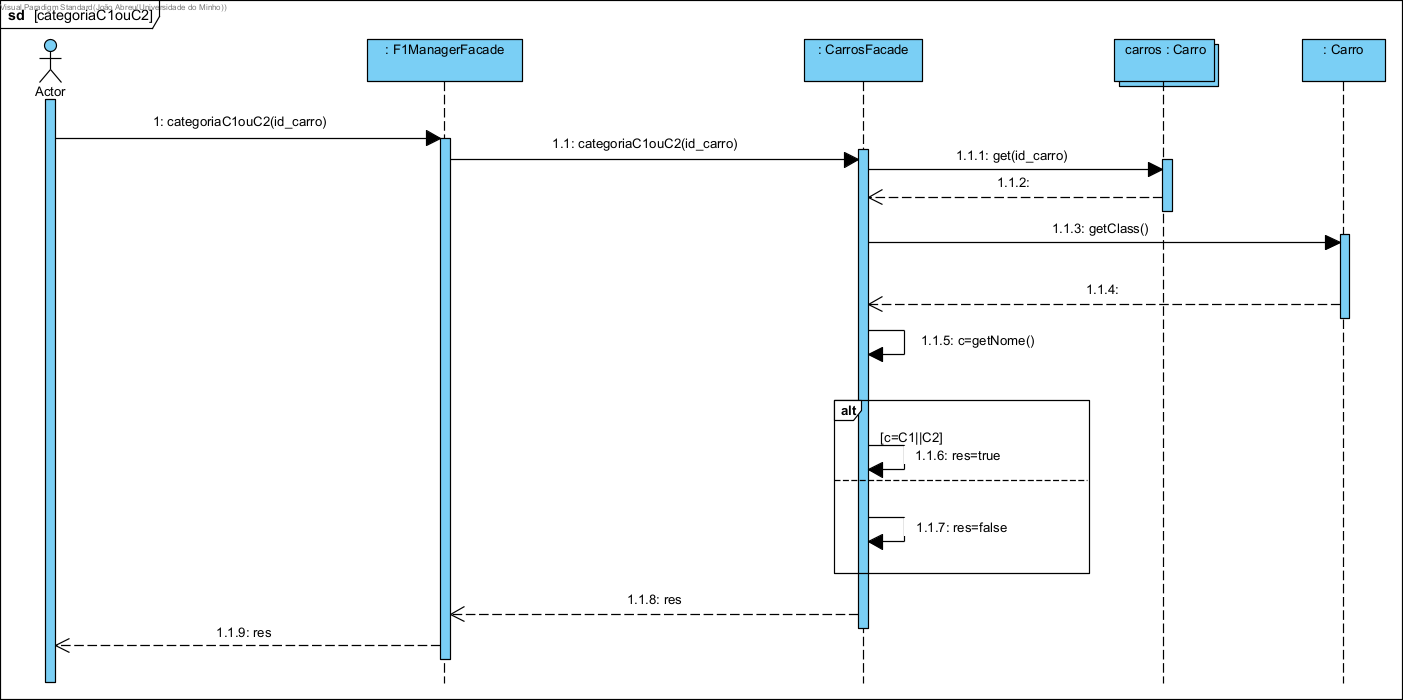 Visual Paradigm Standard(João Abreu(Universidade do Minho))
sd [categoriaC1ouC2]
Actor
: F1ManagerFacade
: CarrosFacade
carros : Carro
: Carro
1: categoriaC1ouC2(id_carro)
1.1: categoriaC1ouC2(id_carro)
1.1.1: get(id_carro)
1.1.2:
1.1.3: getClass()
1.1.4:
1.1.5: c=getNome()
alt
[c=C1||C2]
1.1.6: res=true
1.1.7: res=false
1.1.8: res
1.1.9: res